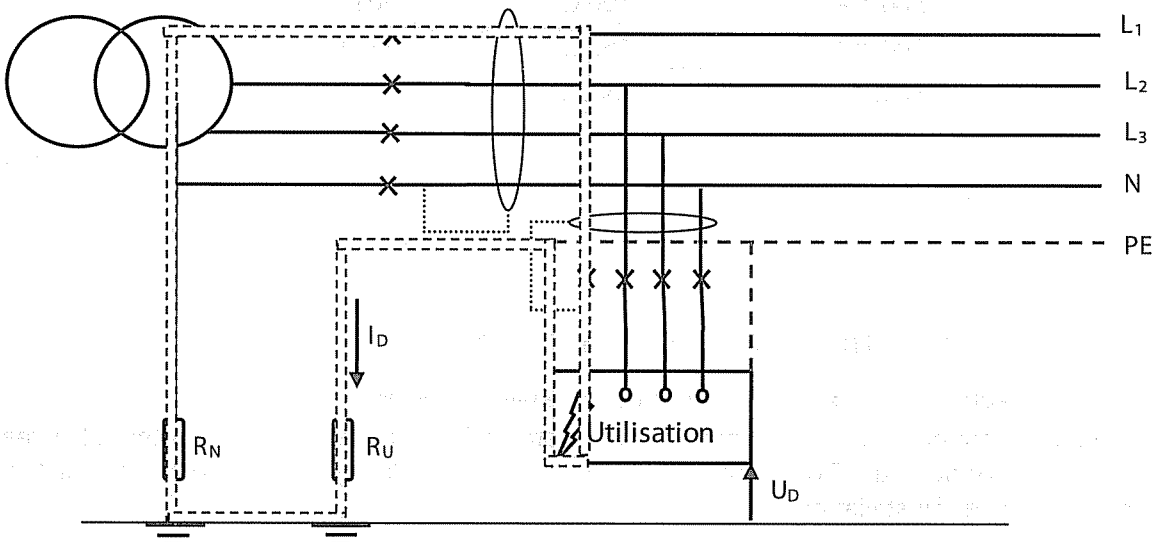 L1
L2
L3
N
PE
ID
RN
RU
Utilisation
UD